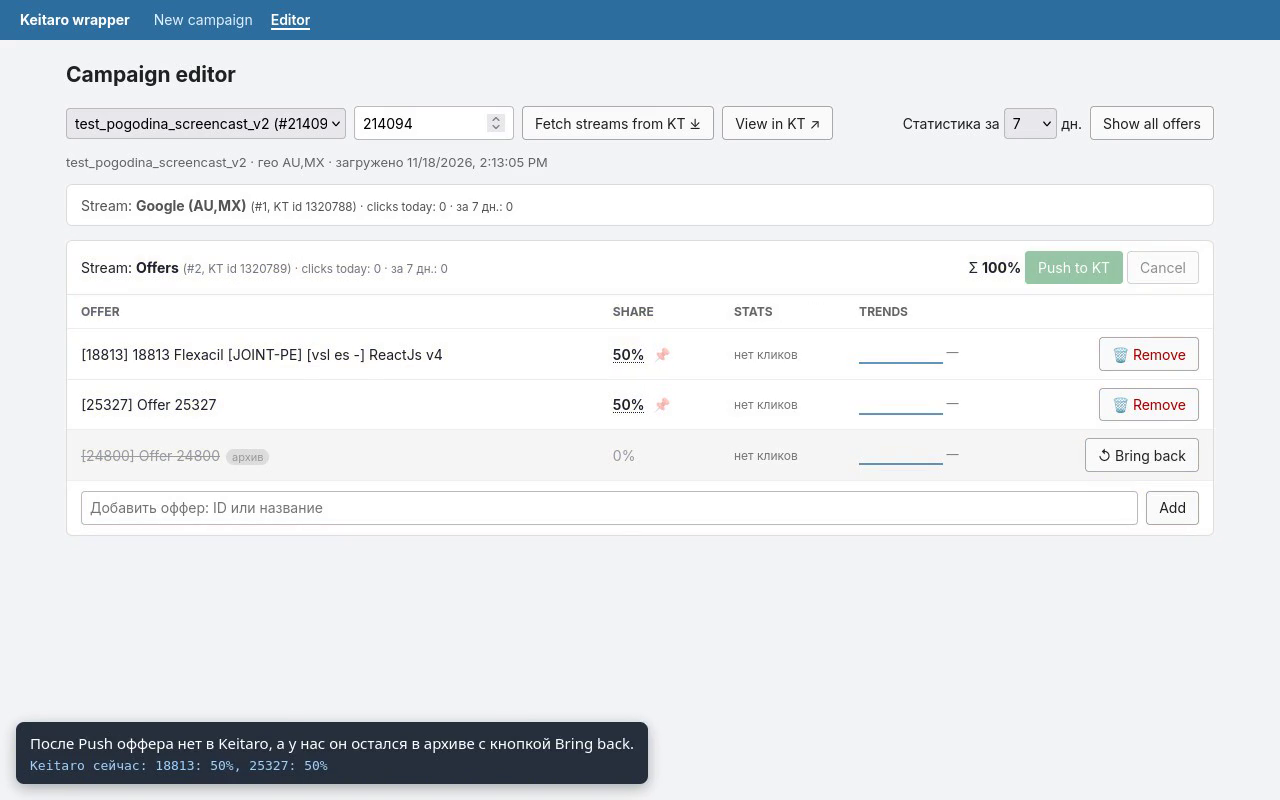 Keitaro wrapper New campaign Editor
Campaign editor
test_pogodina_screencast_v2 (#21409 214094 Fetch streams from KT ↓ View in KT ↗ Статистика за 7 дн. Show all offers
test_pogodina_screencast_v2 · гео AU,MX · загружено 11/18/2026, 2:13:05 PM
Stream: Google (AU,MX) (#1, KT id 1320788) · clicks today: 0 · за 7 дн.: 0
Stream: Offers (#2, KT id 1320789) · clicks today: 0 · за 7 дн.: 0 Σ 100% Push to KT Cancel
OFFER SHARE STATS TRENDS
[18813] 18813 Flexacil [JOINT-PE] [vsl es -] ReactJs v4 50% 📌 нет кликов — 🗑️ Remove
[25327] Offer 25327 50% 📌 нет кликов — 🗑️ Remove
[24800] Offer 24800 архив 0% нет кликов — ↺ Bring back
Добавить оффер: ID или название Add
После Push оффера нет в Keitaro, а у нас он остался в архиве с кнопкой Bring back.
Keitaro сейчас: 18813: 50%, 25327: 50%